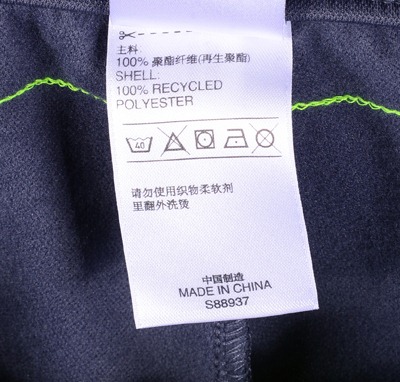 主料:
100% 聚酯纤维(再生聚酯)
SHELL:
100% RECYCLED
POLYESTER
40
请勿使用织物柔软剂
里翻外洗烫
中国制造
MADE IN CHINA
S88937